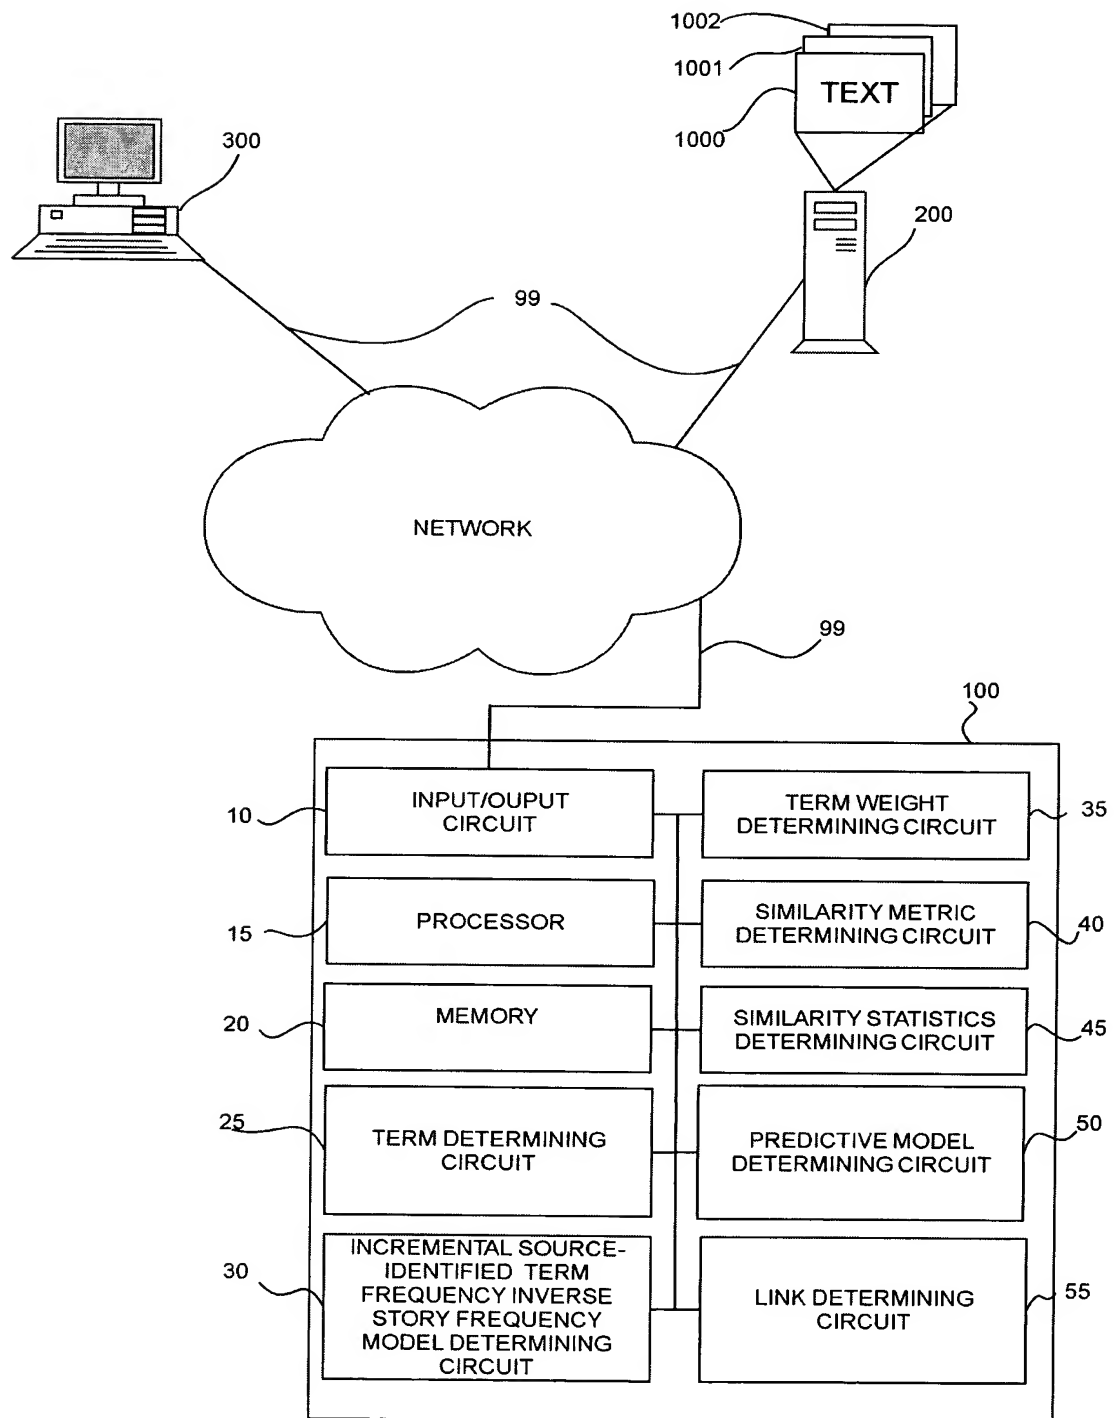 1002
1001
1000
TEXT
300
200
99
NETWORK
99
100
10
INPUT/OUPUT
CIRCUIT
TERM WEIGHT
DETERMINING CIRCUIT
35
15
PROCESSOR
SIMILARITY METRIC
DETERMINING CIRCUIT
40
20
MEMORY
SIMILARITY STATISTICS
DETERMINING CIRCUIT
45
25
TERM DETERMINING
CIRCUIT
PREDICTIVE MODEL
DETERMINING CIRCUIT
50
30
INCREMENTAL SOURCE-
IDENTIFIED TERM
FREQUENCY INVERSE
STORY FREQUENCY
MODEL DETERMINING
CIRCUIT
LINK DETERMINING
CIRCUIT
55